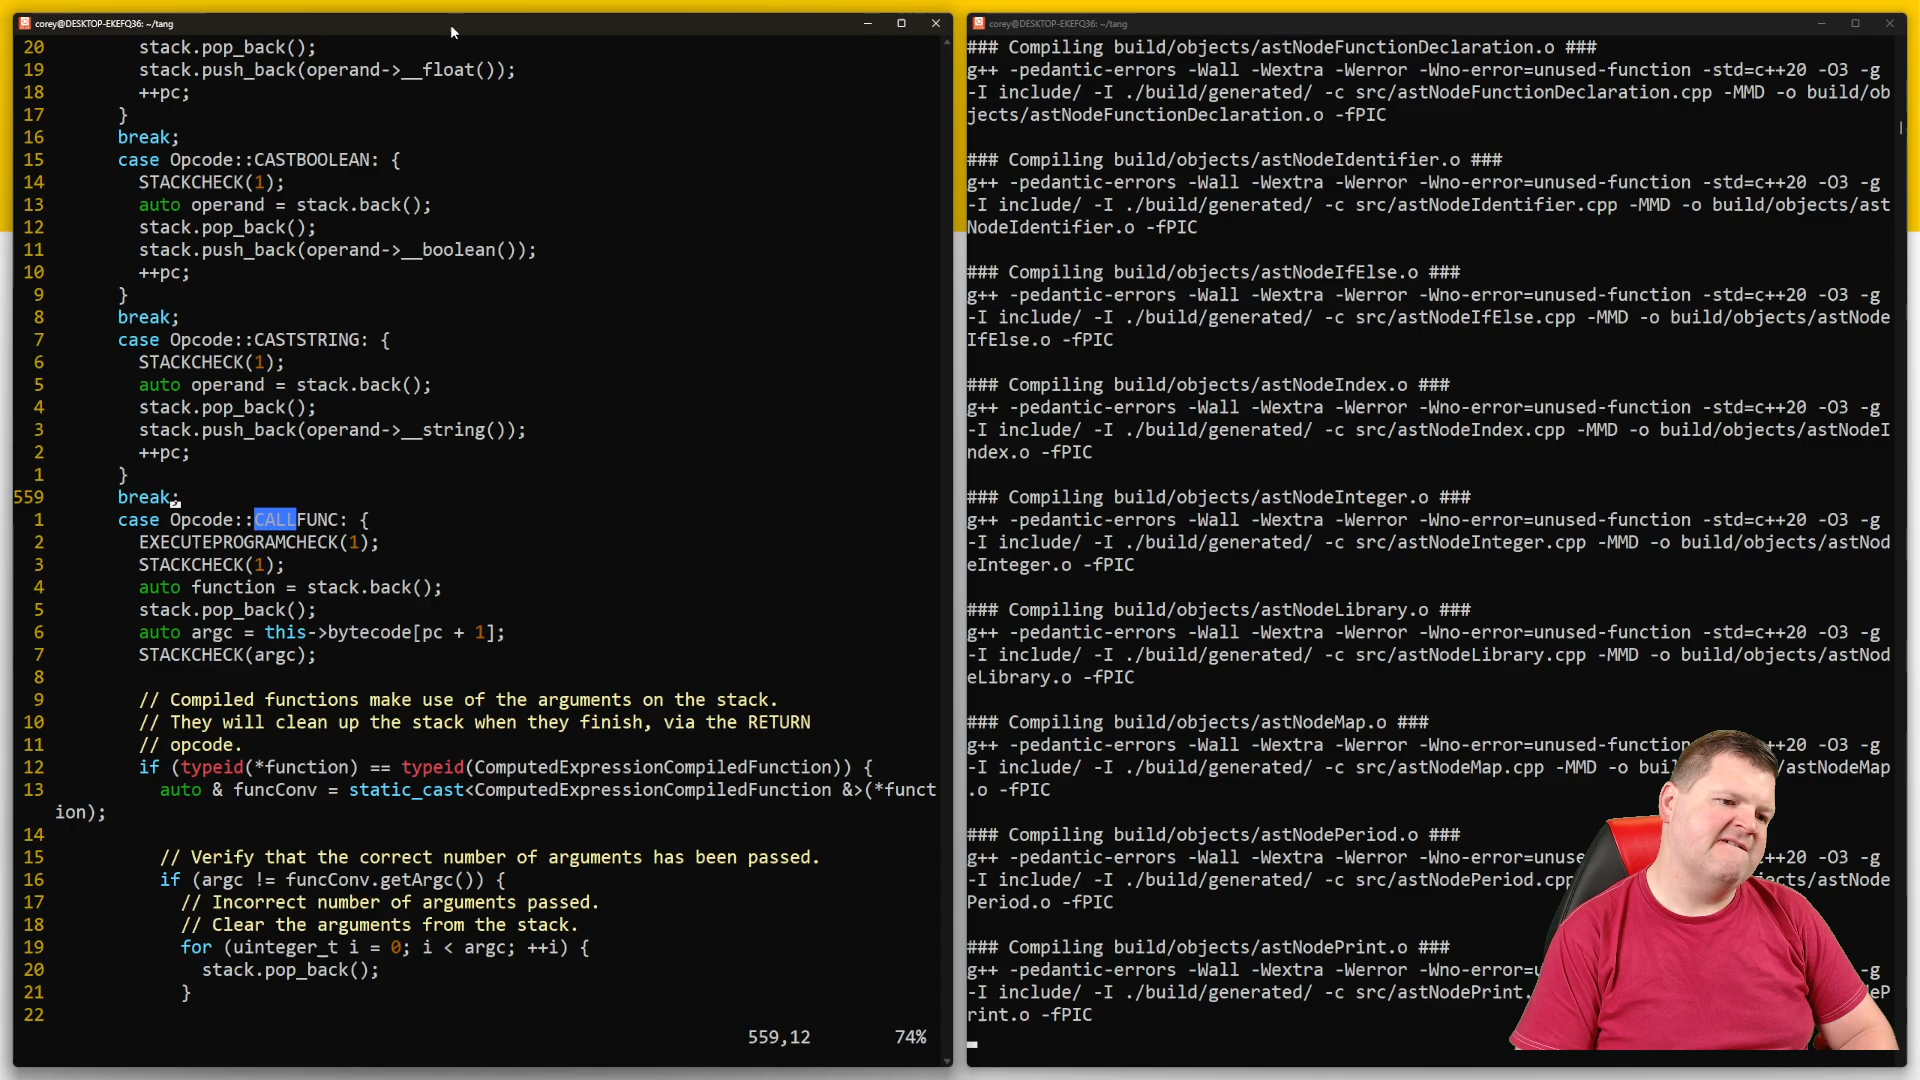 corey@DESKTOP-EKEFQ36: ~/tang
20 stack.pop_back();
19 stack.push_back(operand->__float());
18 ++pc;
17 }
16 break;
15 case Opcode::CASTBOOLEAN: {
14 STACKCHECK(1);
13 auto operand = stack.back();
12 stack.pop_back();
11 stack.push_back(operand->__boolean());
10 ++pc;
9 }
8 break;
7 case Opcode::CASTSTRING: {
6 STACKCHECK(1);
5 auto operand = stack.back();
4 stack.pop_back();
3 stack.push_back(operand->__string());
2 ++pc;
1 }
559 break;
1 case Opcode::CALLFUNC: {
2 EXECUTEPROGRAMCHECK(1);
3 STACKCHECK(1);
4 auto function = stack.back();
5 stack.pop_back();
6 auto argc = this->bytecode[pc + 1];
7 STACKCHECK(argc);
8
9 // Compiled functions make use of the arguments on the stack.
10 // They will clean up the stack when they finish, via the RETURN
11 // opcode.
12 if (typeid(*function) == typeid(ComputedExpressionCompiledFunction)) {
13 auto & funcConv = static_cast<ComputedExpressionCompiledFunction &>(*funct
ion);
14
15 // Verify that the correct number of arguments has been passed.
16 if (argc != funcConv.getArgc()) {
17 // Incorrect number of arguments passed.
18 // Clear the arguments from the stack.
19 for (uinteger_t i = 0; i < argc; ++i) {
20 stack.pop_back();
21 }
22
559,12 74%
corey@DESKTOP-EKEFQ36: ~/tang
### Compiling build/objects/astNodeFunctionDeclaration.o ###
g++ -pedantic-errors -Wall -Wextra -Werror -Wno-error=unused-function -std=c++20 -O3 -g
-I include/ -I ./build/generated/ -c src/astNodeFunctionDeclaration.cpp -MMD -o build/ob
jects/astNodeFunctionDeclaration.o -fPIC
### Compiling build/objects/astNodeIdentifier.o ###
g++ -pedantic-errors -Wall -Wextra -Werror -Wno-error=unused-function -std=c++20 -O3 -g
-I include/ -I ./build/generated/ -c src/astNodeIdentifier.cpp -MMD -o build/objects/ast
NodeIdentifier.o -fPIC
### Compiling build/objects/astNodeIfElse.o ###
g++ -pedantic-errors -Wall -Wextra -Werror -Wno-error=unused-function -std=c++20 -O3 -g
-I include/ -I ./build/generated/ -c src/astNodeIfElse.cpp -MMD -o build/objects/astNode
IfElse.o -fPIC
### Compiling build/objects/astNodeIndex.o ###
g++ -pedantic-errors -Wall -Wextra -Werror -Wno-error=unused-function -std=c++20 -O3 -g
-I include/ -I ./build/generated/ -c src/astNodeIndex.cpp -MMD -o build/objects/astNodeI
ndex.o -fPIC
### Compiling build/objects/astNodeInteger.o ###
g++ -pedantic-errors -Wall -Wextra -Werror -Wno-error=unused-function -std=c++20 -O3 -g
-I include/ -I ./build/generated/ -c src/astNodeInteger.cpp -MMD -o build/objects/astNod
eInteger.o -fPIC
### Compiling build/objects/astNodeLibrary.o ###
g++ -pedantic-errors -Wall -Wextra -Werror -Wno-error=unused-function -std=c++20 -O3 -g
-I include/ -I ./build/generated/ -c src/astNodeLibrary.cpp -MMD -o build/objects/astNod
eLibrary.o -fPIC
### Compiling build/objects/astNodeMap.o ###
g++ -pedantic-errors -Wall -Wextra -Werror -Wno-error=unused-function ++20 -O3 -g
-I include/ -I ./build/generated/ -c src/astNodeMap.cpp -MMD -o bui /astNodeMap
.o -fPIC
### Compiling build/objects/astNodePeriod.o ###
g++ -pedantic-errors -Wall -Wextra -Werror -Wno-error=unuse ++20 -O3 -g
-I include/ -I ./build/generated/ -c src/astNodePeriod.cpp jects/astNode
Period.o -fPIC
### Compiling build/objects/astNodePrint.o ###
g++ -pedantic-errors -Wall -Wextra -Werror -Wno-error=u -g
-I include/ -I ./build/generated/ -c src/astNodePrint. eP
rint.o -fPIC